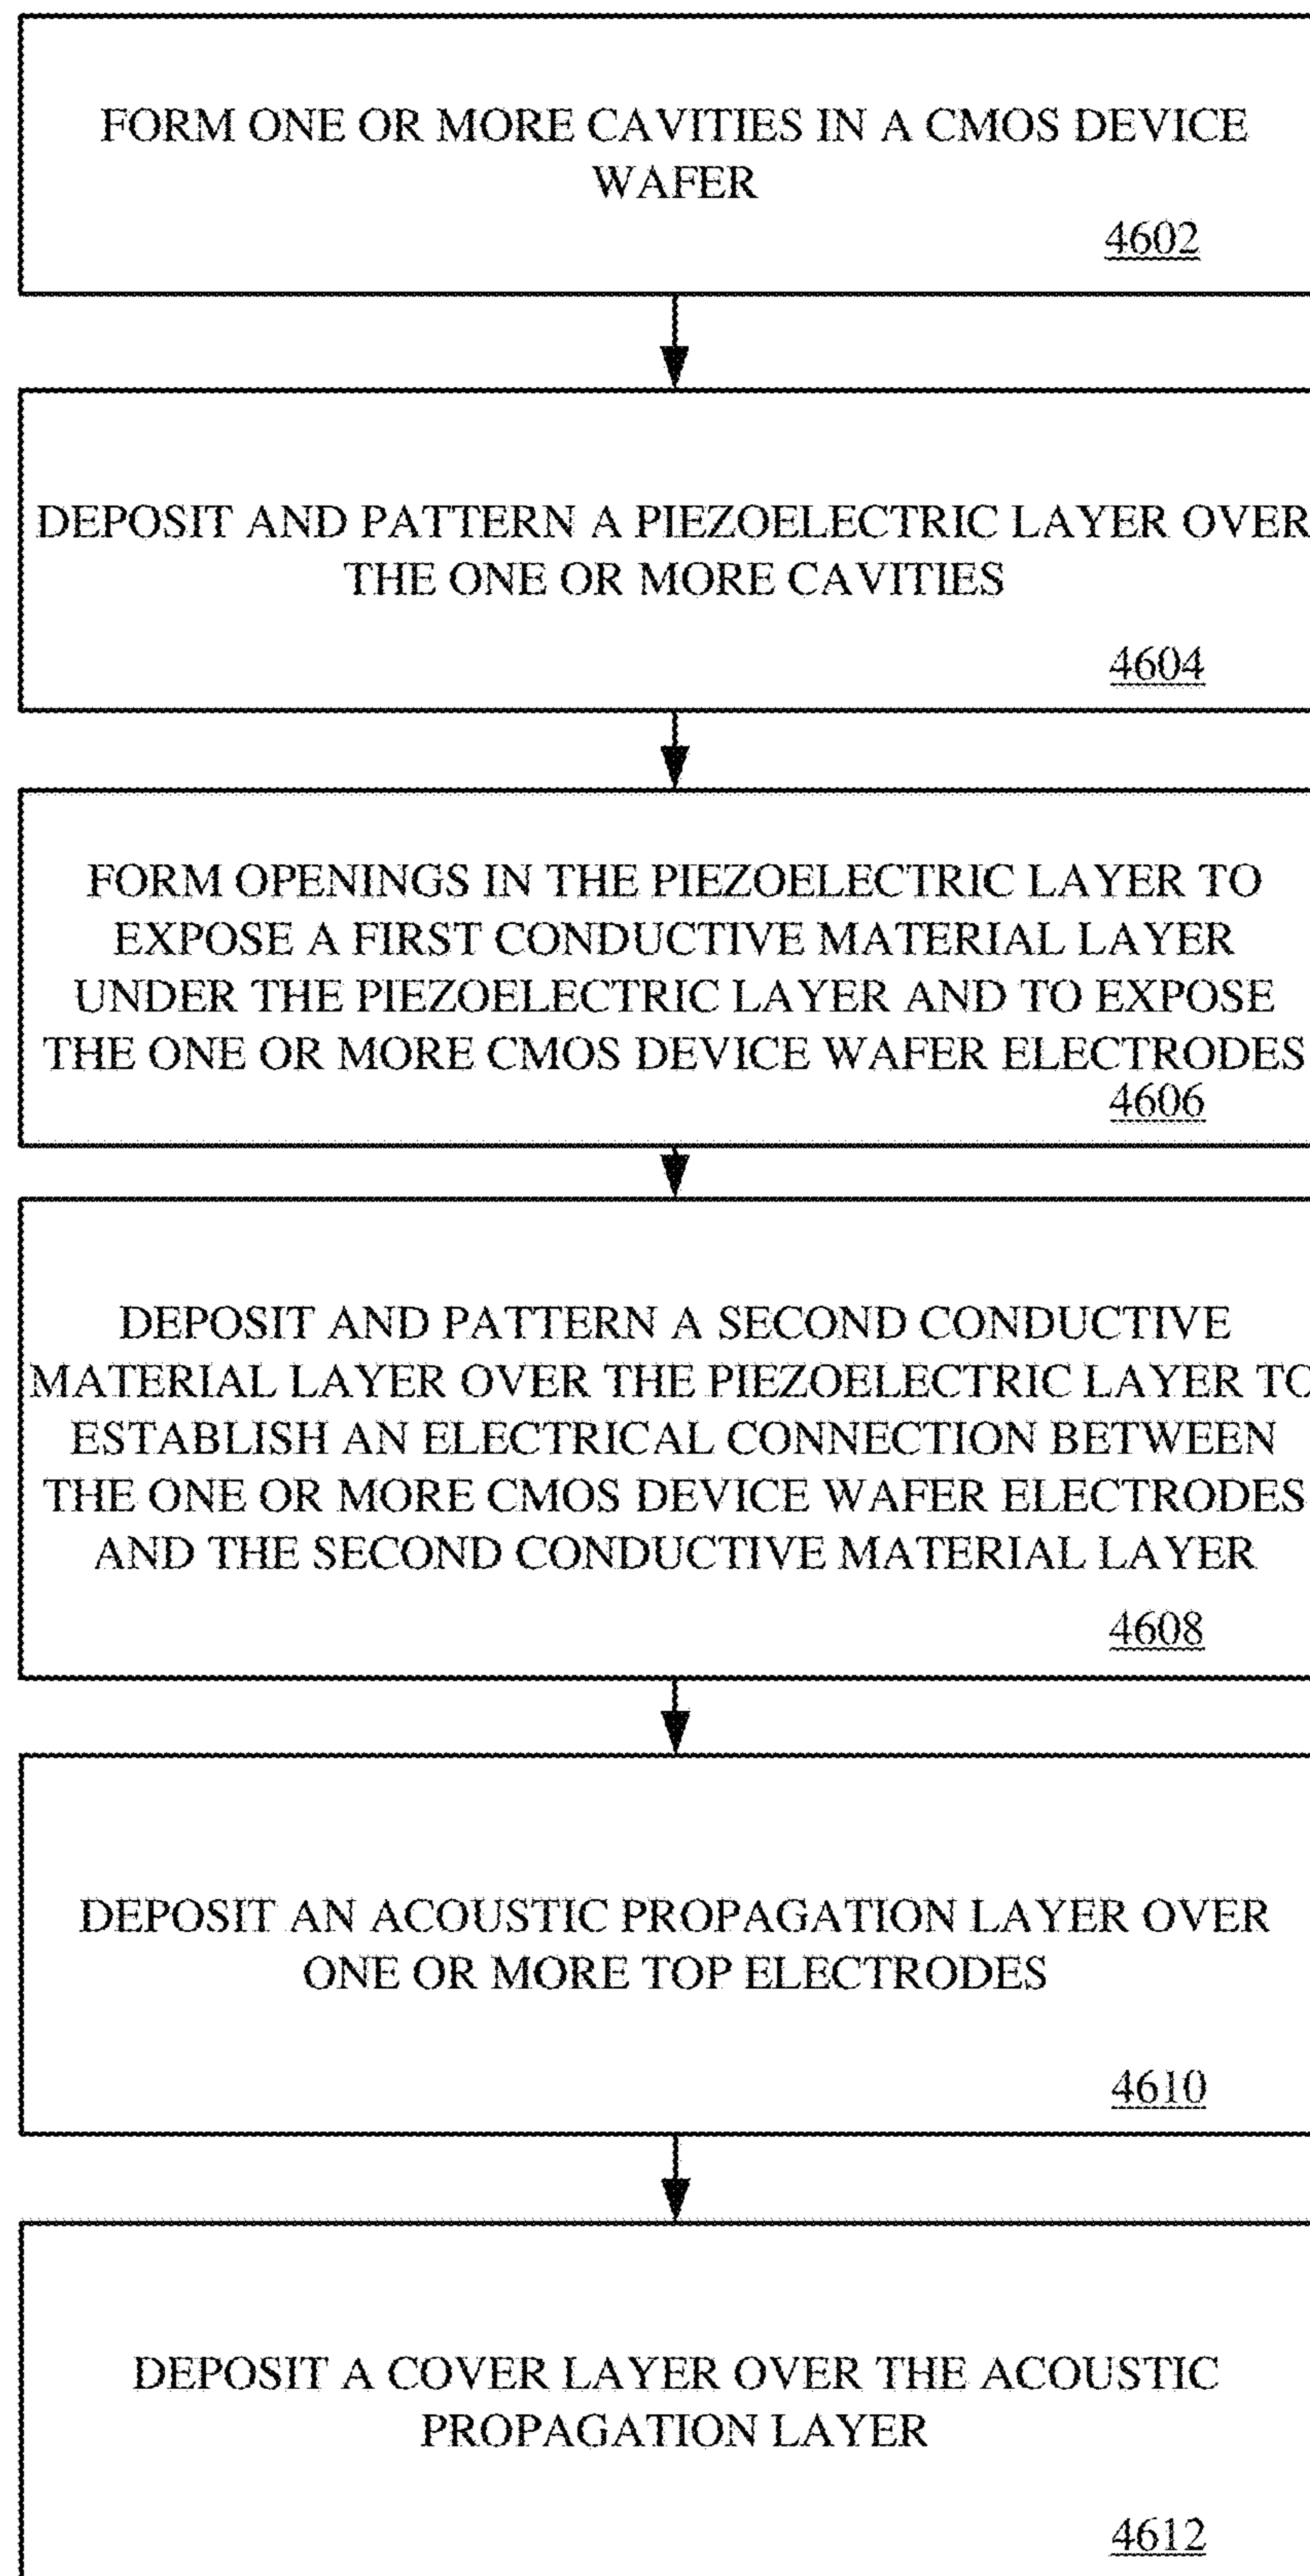 FORM ONE OR MORE CAVITIES IN A CMOS DEVICE
WAFER
4602
DEPOSIT AND PATTERN A PIEZOELECTRIC LAYER OVER
THE ONE OR MORE CAVITIES
4604
FORM OPENINGS IN THE PIEZOELECTRIC LAYER TO
EXPOSE A FIRST CONDUCTIVE MATERIAL LAYER
UNDER THE PIEZOELECTRIC LAYER AND TO EXPOSE
THE ONE OR MORE CMOS DEVICE WAFER ELECTRODES
4606
DEPOSIT AND PATTERN A SECOND CONDUCTIVE
MATERIAL LAYER OVER THE PIEZOELECTRIC LAYER TO
ESTABLISH AN ELECTRICAL CONNECTION BETWEEN
THE ONE OR MORE CMOS DEVICE WAFER ELECTRODES
AND THE SECOND CONDUCTIVE MATERIAL LAYER
4608
DEPOSIT AN ACOUSTIC PROPAGATION LAYER OVER
ONE OR MORE TOP ELECTRODES
4610
DEPOSIT A COVER LAYER OVER THE ACOUSTIC
PROPAGATION LAYER
4612